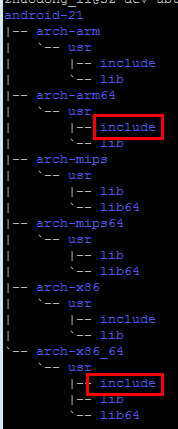 android-21
|-- arch-arm
|   `-- usr
|       |-- include
|       `-- lib
|-- arch-arm64
|   `-- usr
|       |-- include
|       `-- lib
|-- arch-mips
|   `-- usr
|       |-- lib
|       `-- lib64
|-- arch-mips64
|   `-- usr
|       |-- lib
|       `-- lib64
|-- arch-x86
|   `-- usr
|       |-- include
|       `-- lib
`-- arch-x86_64
    `-- usr
        |-- include
        |-- lib
        `-- lib64